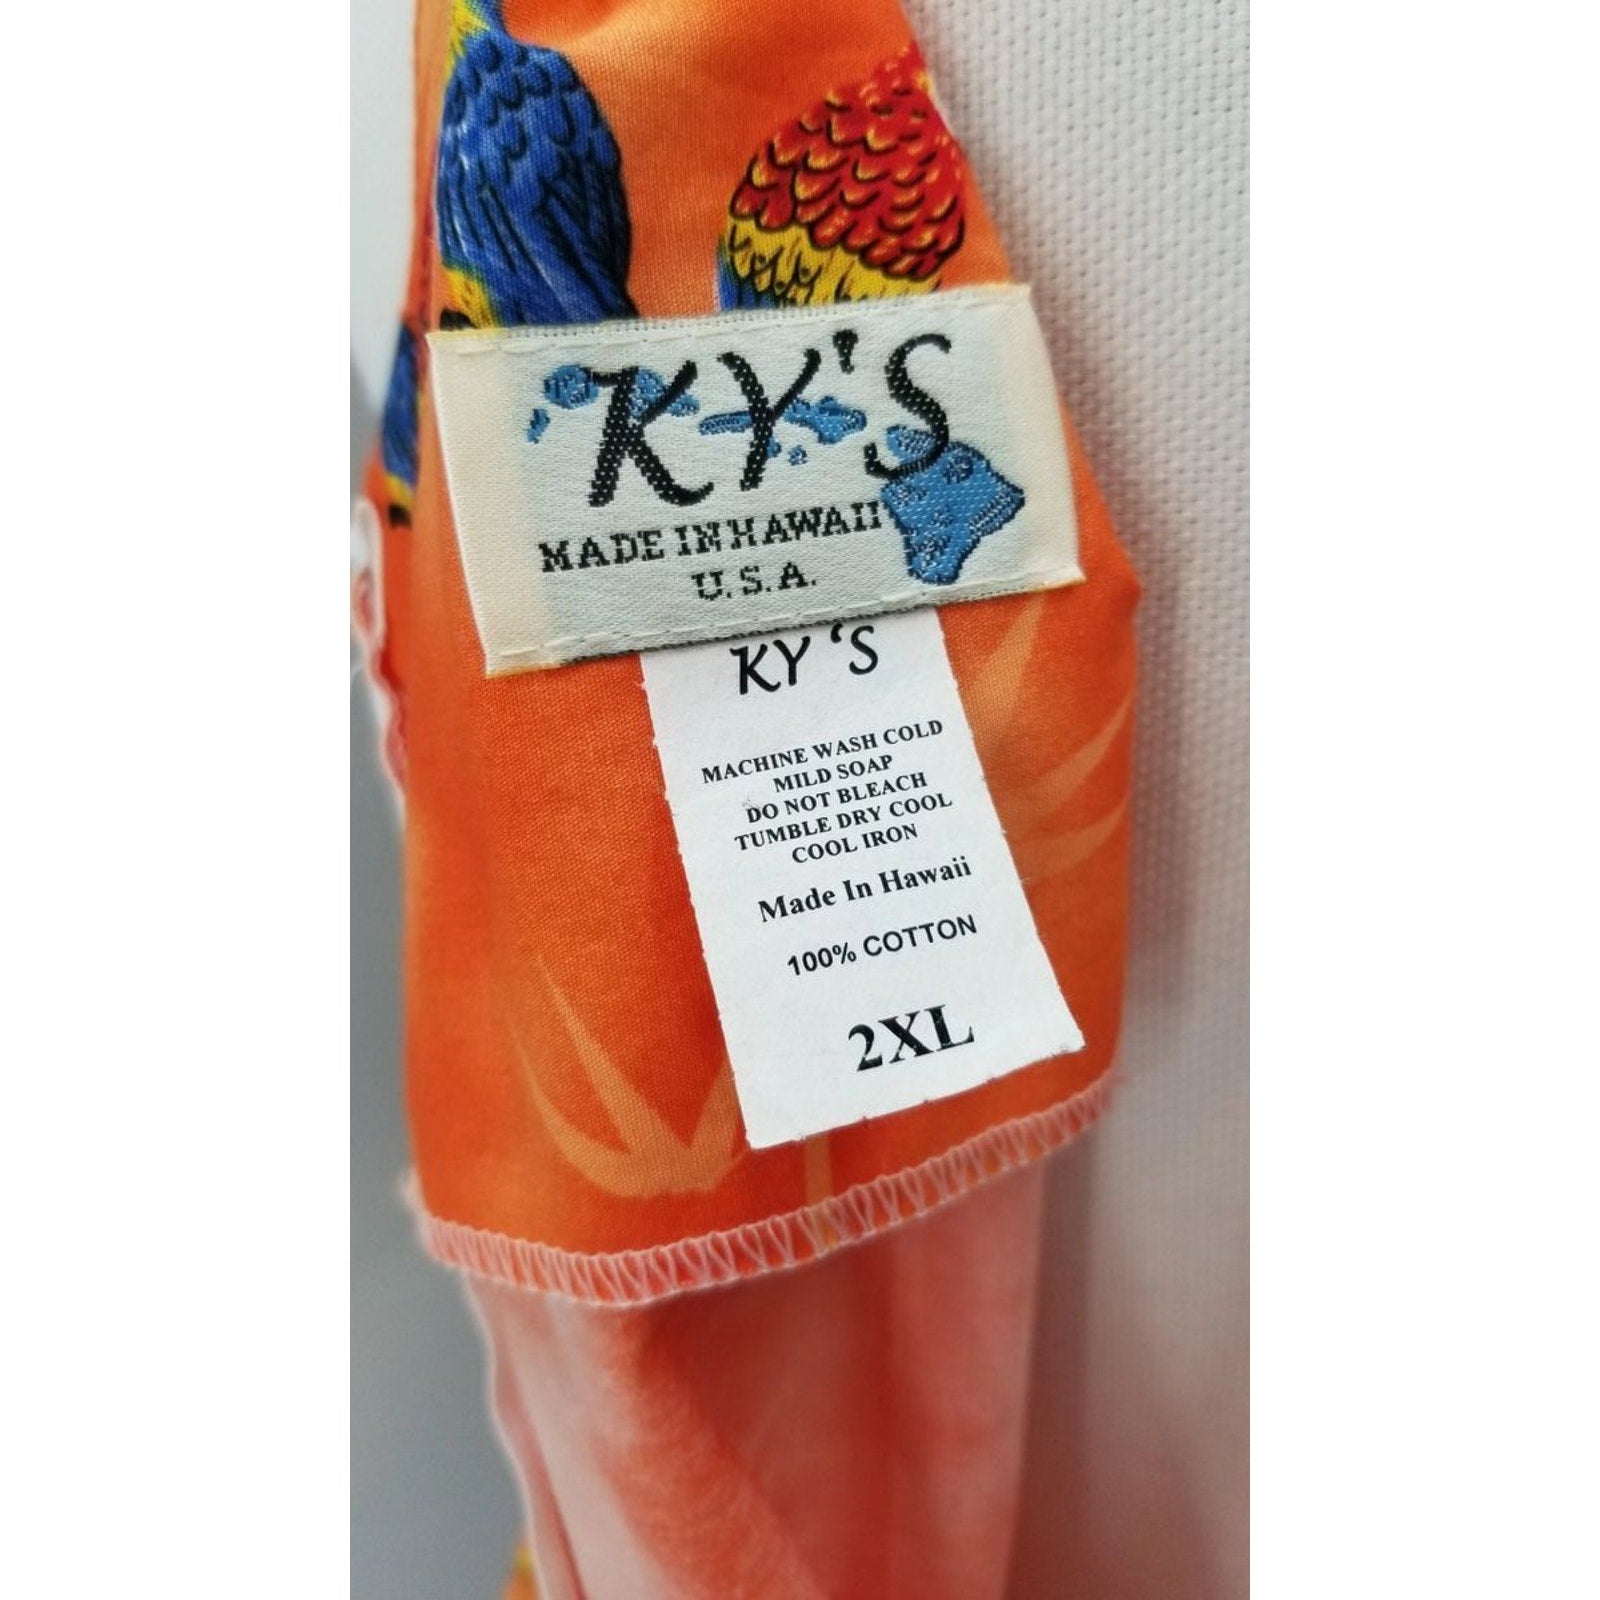 KY'S
MADE IN HAWAII
U.S.A.
KY 'S
MACHINE WASH COLD
MILD SOAP
DO NOT BLEACH
TUMBLE DRY COOL
COOL IRON
Made In Hawaii
100% COTTON
2XL